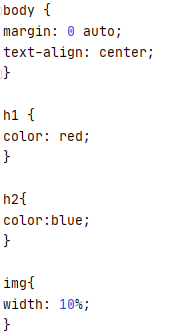 body {
margin: 0 auto;
text-align: center;
}

h1 {
color: red;
}

h2{
color:blue;
}

img{
width: 10%;
}